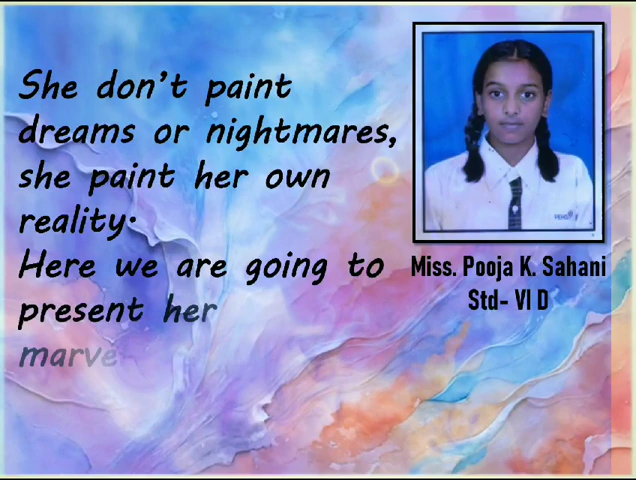 She don't paint
dreams or nightmares,
she paint her own
reality.
Here we are going to
present her
marve
Miss. Pooja K. Sahani
Std- VI D